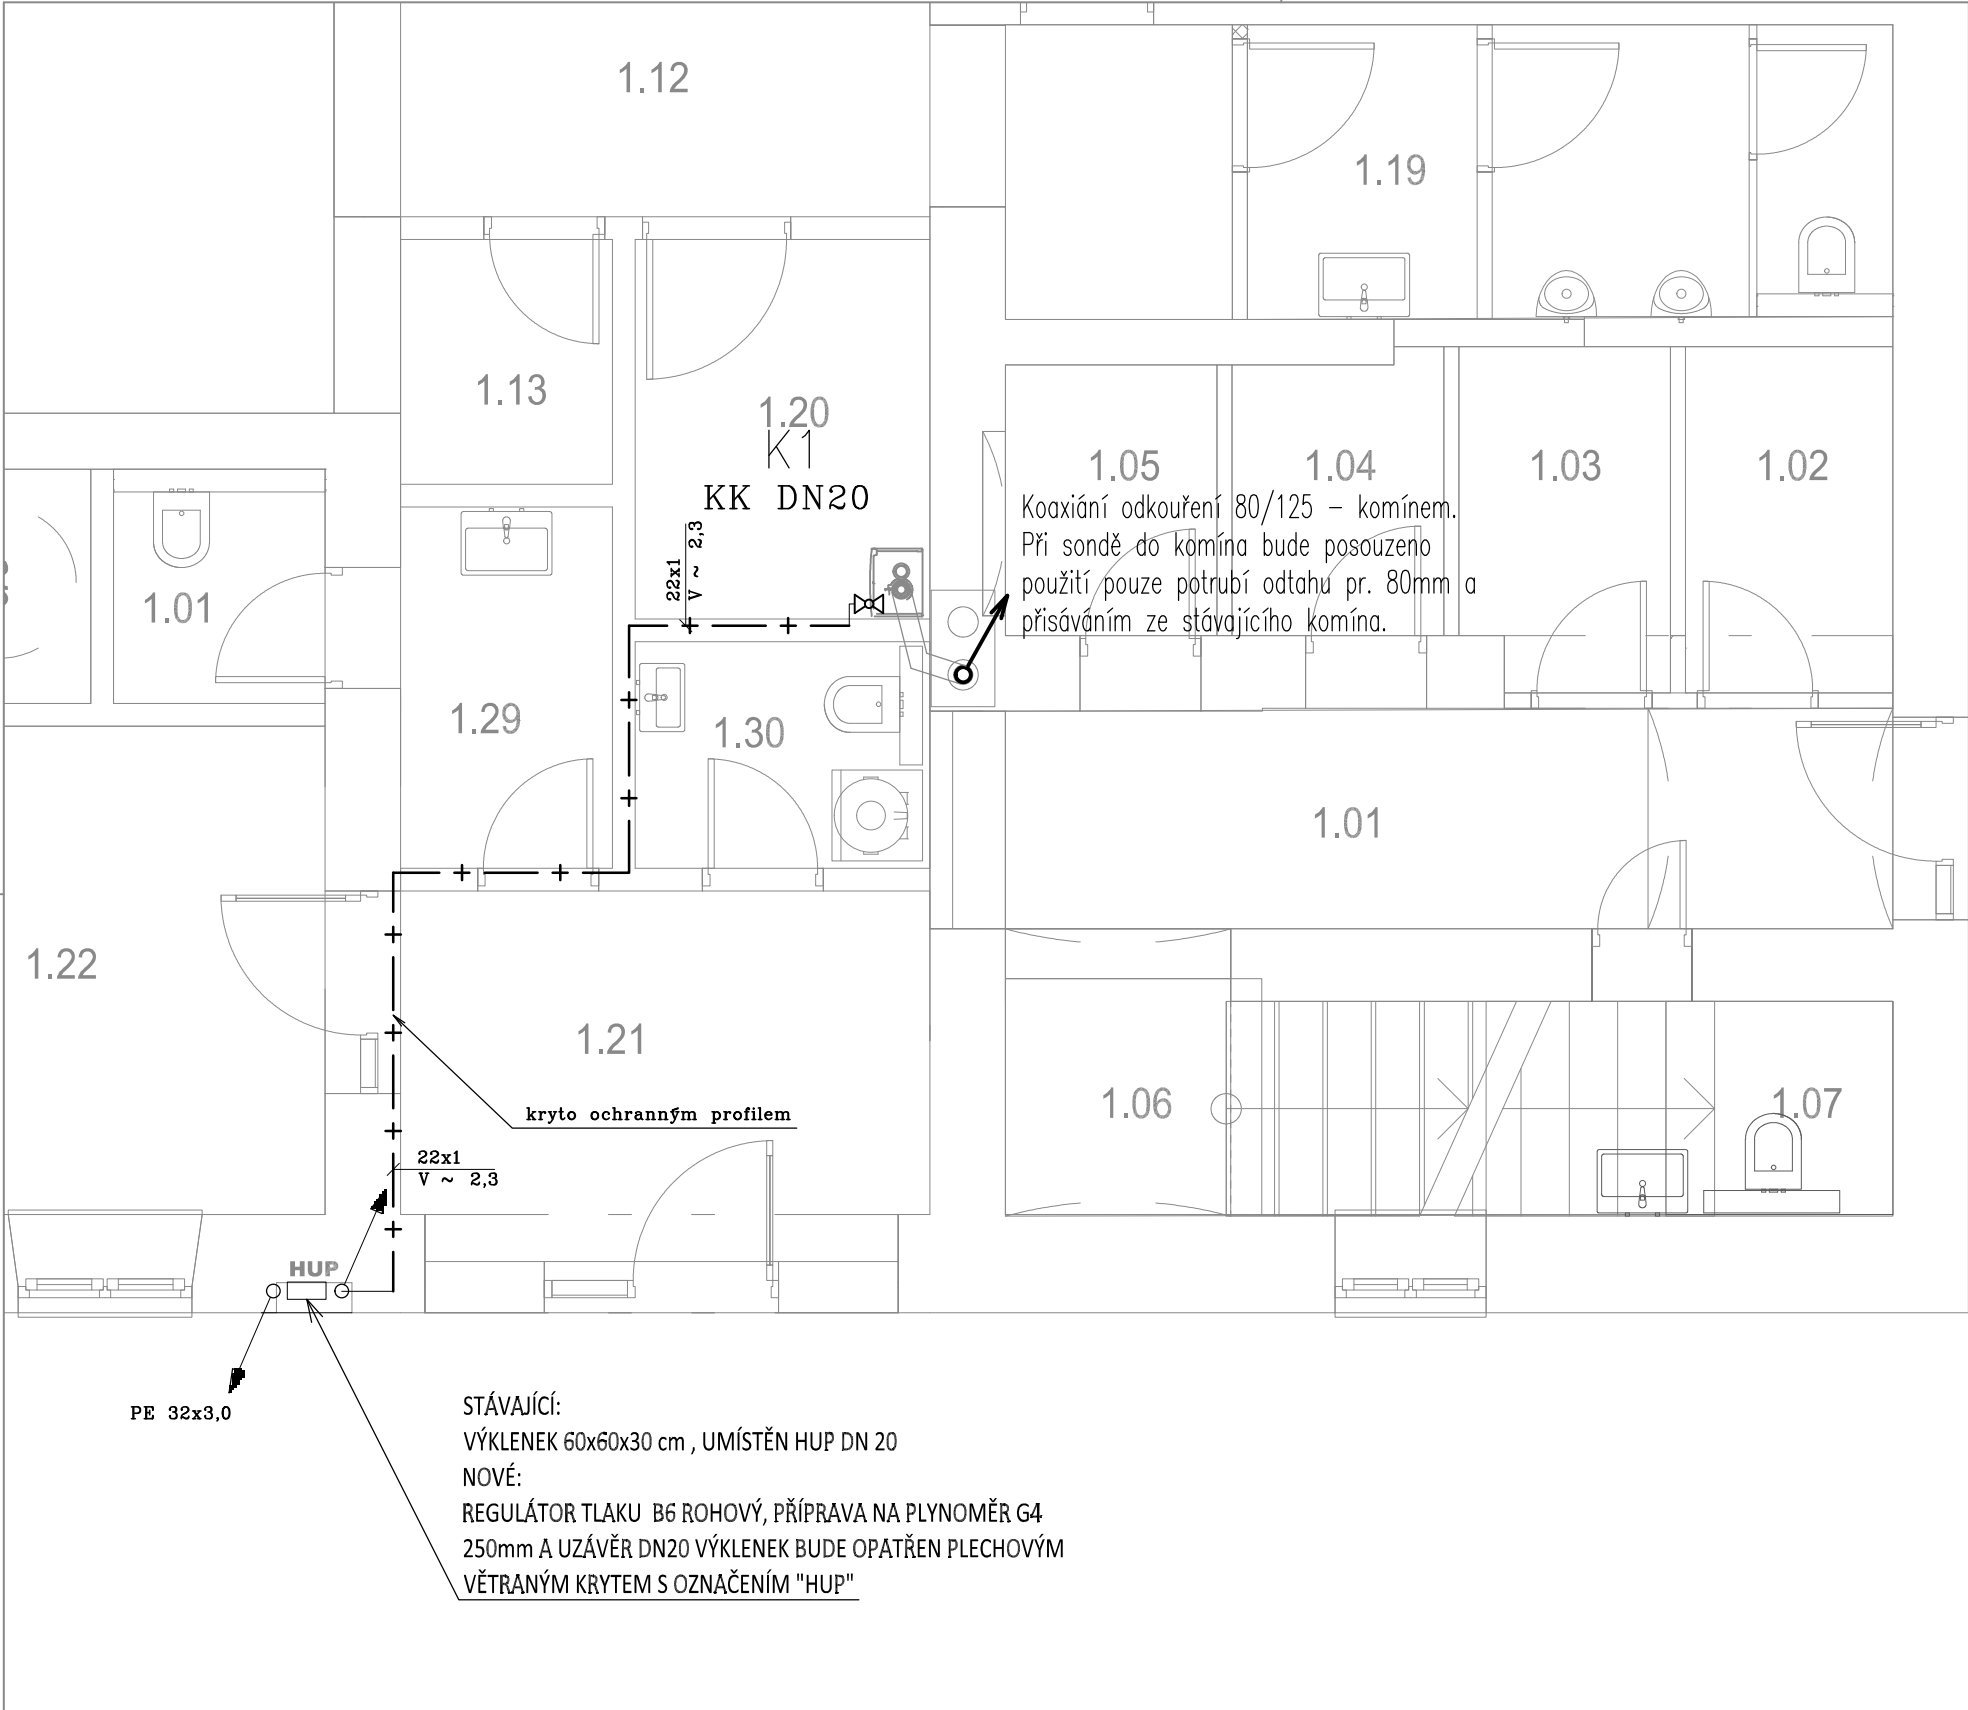 1.12
1.19
1.13
1.20
K1
KK DN20
1.05
1.04
1.03
1.02
Koaxiání odkouření 80/125 – komínem.
Při sondě do komína bude posouzeno
použití pouze potrubí odtahu pr. 80mm a
přisáváním ze stávajícího komína.
22x1
V ~ 2,3
1.01
1.29
1.30
1.01
1.22
1.21
1.06
1.07
kryto ochranným profilem
22x1
V ~ 2,3
HUP
PE 32x3,0
STÁVAJÍCÍ:
VÝKLENEK 60x60x30 cm , UMÍSTĚN HUP DN 20
NOVÉ:
REGULÁTOR TLAKU B6 ROHOVÝ, PŘÍPRAVA NA PLYNOMĚR G4
250mm A UZÁVĚR DN20 VÝKLENEK BUDE OPATŘEN PLECHOVÝM
VĚTRANÝM KRYTEM S OZNAČENÍM "HUP"